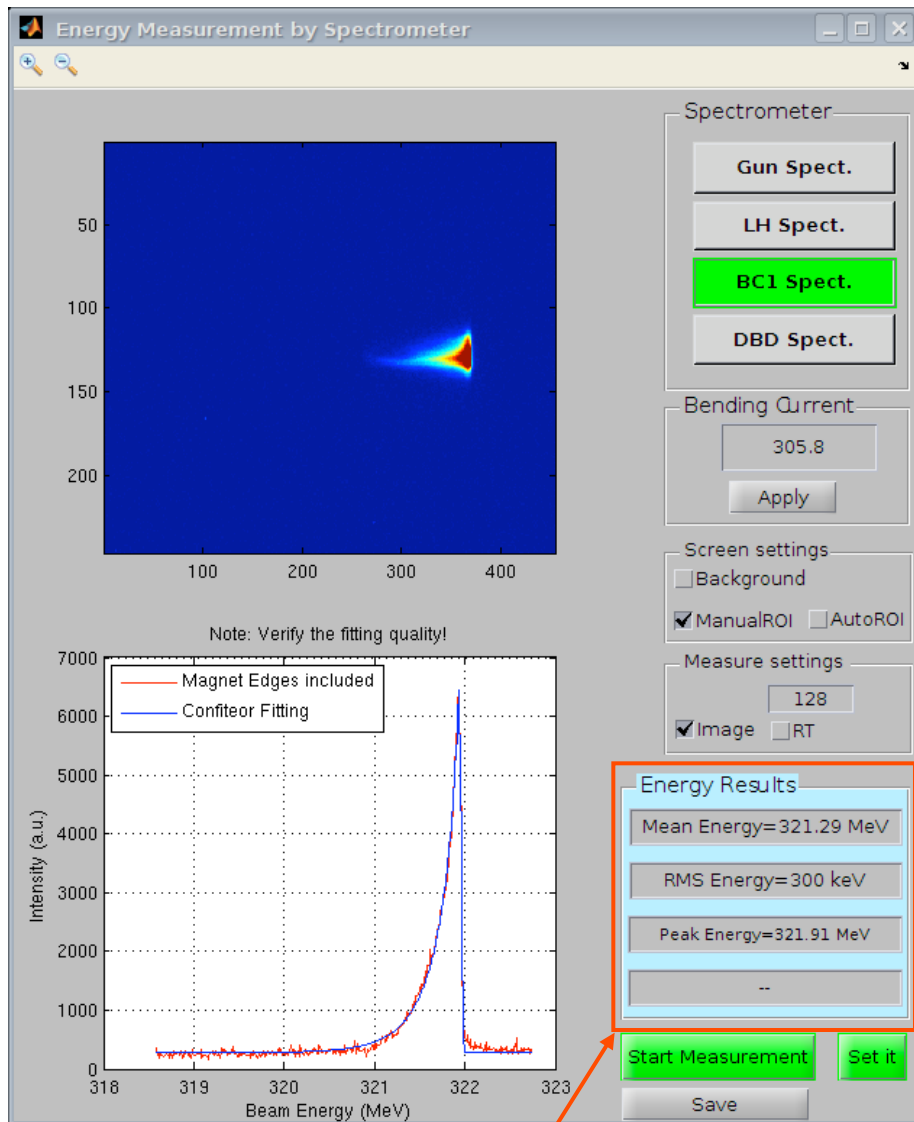 Energy Measurement by Spectrometer
50
100
150
200
100 200 300 400
Spectrometer
Gun Spect.
LH Spect.
BC1 Spect.
DBD Spect.
Bending Current
305.8
Apply
Screen settings
Background
ManualROI AutoROI
Measure settings
128
Image RT
Note: Verify the fitting quality!
7000
6000
5000
4000
3000
2000
1000
0
Intensity (a.u.)
Magnet Edges included
Confiteor Fitting
318 319 320 321 322 323
Beam Energy (MeV)
Energy Results
Mean Energy=321.29 MeV
RMS Energy=300 keV
Peak Energy=321.91 MeV
--
Start Measurement Set it
Save